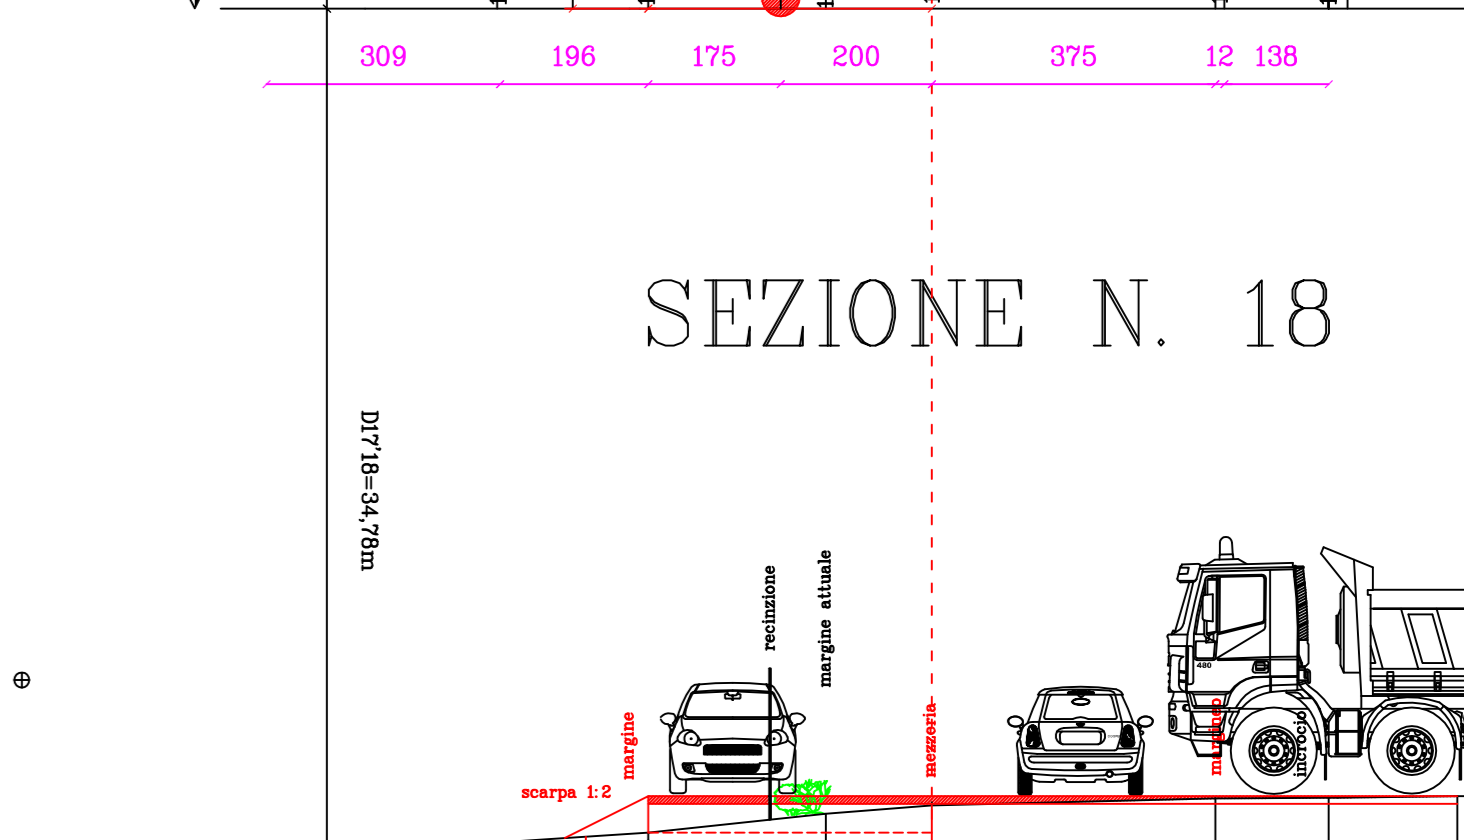 309 196 175 200 375 12 138
SEZIONE N. 18
D17'18=34,78m
recinzione
margine attuale
margine
mezzeria
margineo
incrocio
480
scarpa 1:2